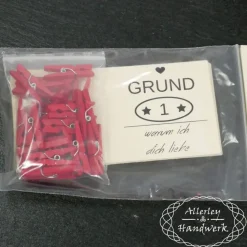 GRUND
1
warum ich
dich liebe
Allerley
Handwerk